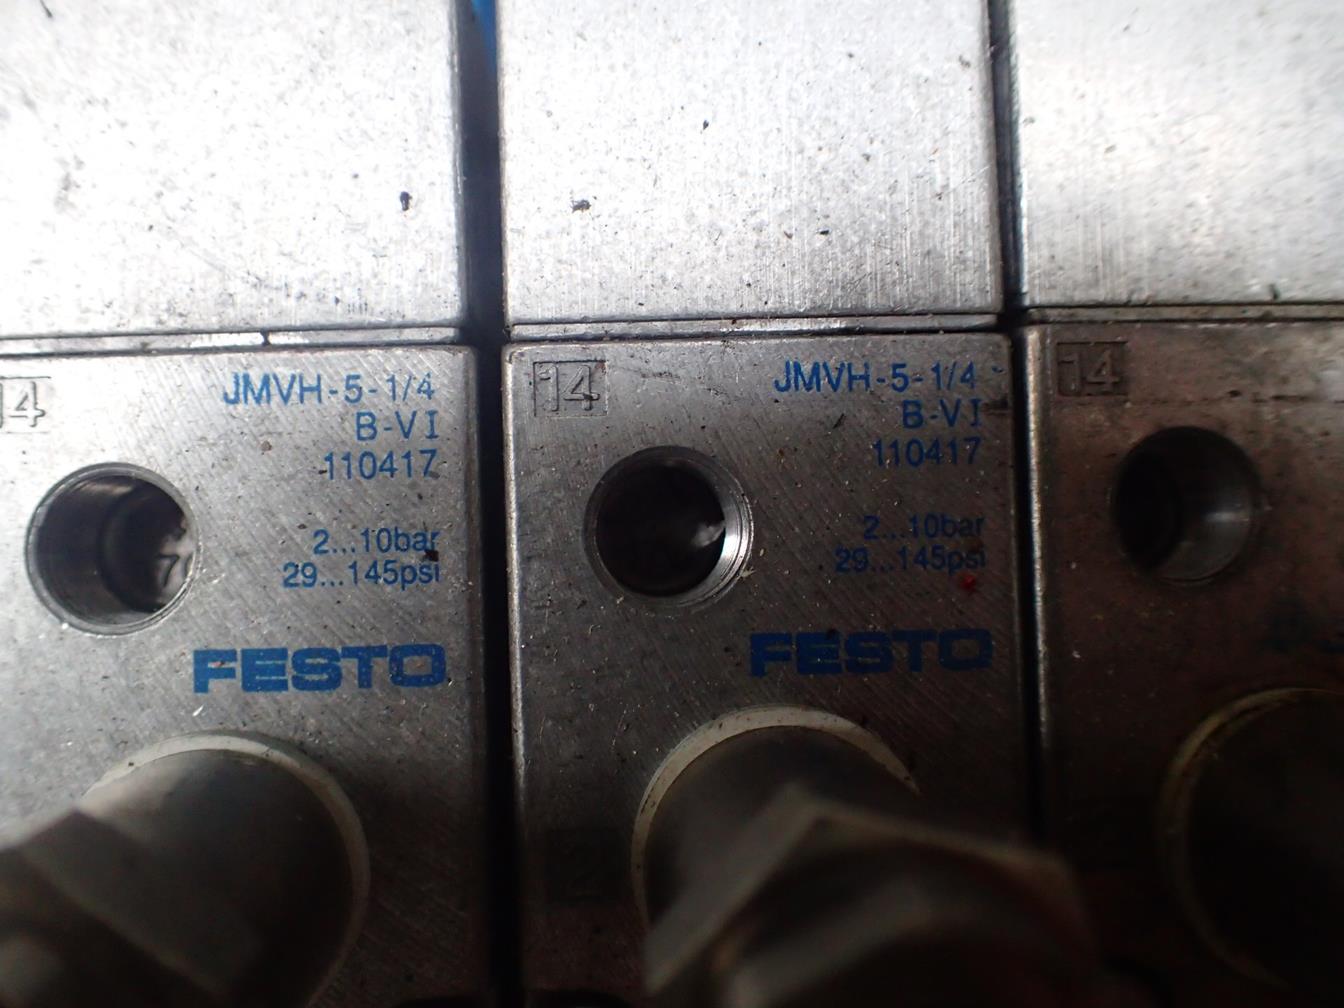 14
JMVH-5-1/4
B-VI
110417
2...10bar
29...145psi
FESTO
14
JMVH-5-1/4
B-VI
110417
2...10bar
29...145psi
FESTO
2
14